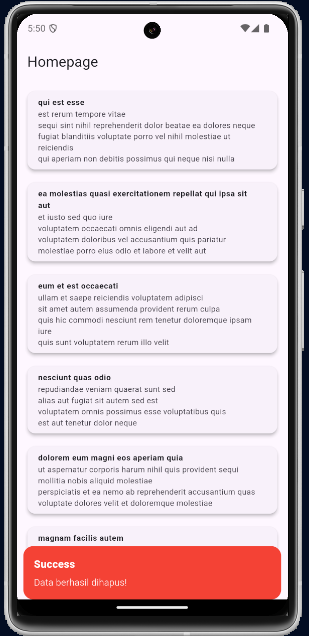 5:50
Homepage
qui est esse
est rerum tempore vitae
sequi sint nihil reprehenderit dolor beatae ea dolores neque
fugiat blanditiis voluptate porro vel nihil molestiae ut
reiciendis
qui aperiam non debitis possimus qui neque nisi nulla
ea molestias quasi exercitationem repellat qui ipsa sit
aut
et iusto sed quo iure
voluptatem occaecati omnis eligendi aut ad
voluptatem doloribus vel accusantium quis pariatur
molestiae porro eius odio et labore et velit aut
eum et est occaecati
ullam et saepe reiciendis voluptatem adipisci
sit amet autem assumenda provident rerum culpa
quis hic commodi nesciunt rem tenetur doloremque ipsam
iure
quis sunt voluptatem rerum illo velit
nesciunt quas odio
repudiandae veniam quaerat sunt sed
alias aut fugiat sit autem sed est
voluptatem omnis possimus esse voluptatibus quis
est aut tenetur dolor neque
dolorem eum magni eos aperiam quia
ut aspernatur corporis harum nihil quis provident sequi
mollitia nobis aliquid molestiae
perspiciatis et ea nemo ab reprehenderit accusantium quas
voluptate dolores velit et doloremque molestiae
magnam facilis autem
Success
Data berhasil dihapus!